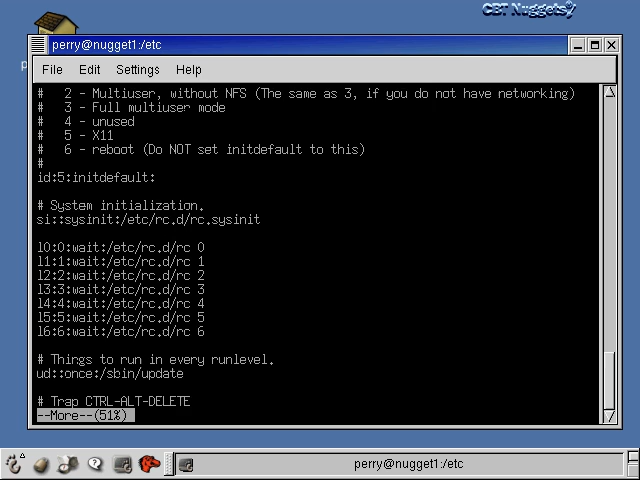 CBT Nuggets
perry@nugget1:/etc
File Edit Settings Help
#   2 - Multiuser, without NFS (The same as 3, if you do not have networking)
#   3 - Full multiuser mode
#   4 - unused
#   5 - X11
#   6 - reboot (Do NOT set initdefault to this)
#
id:5:initdefault:
# System initialization.
si::sysinit:/etc/rc.d/rc.sysinit
l0:0:wait:/etc/rc.d/rc 0
l1:1:wait:/etc/rc.d/rc 1
l2:2:wait:/etc/rc.d/rc 2
l3:3:wait:/etc/rc.d/rc 3
l4:4:wait:/etc/rc.d/rc 4
l5:5:wait:/etc/rc.d/rc 5
l6:6:wait:/etc/rc.d/rc 6
# Things to run in every runlevel.
ud::once:/sbin/update
# Trap CTRL-ALT-DELETE
--More--(51%)
perry@nugget1:/etc